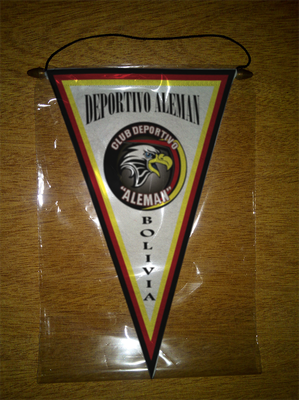 DEPORTIVO ALEMAN
CLUB DEPORTIVO
"ALEMAN"
BOLIVIA